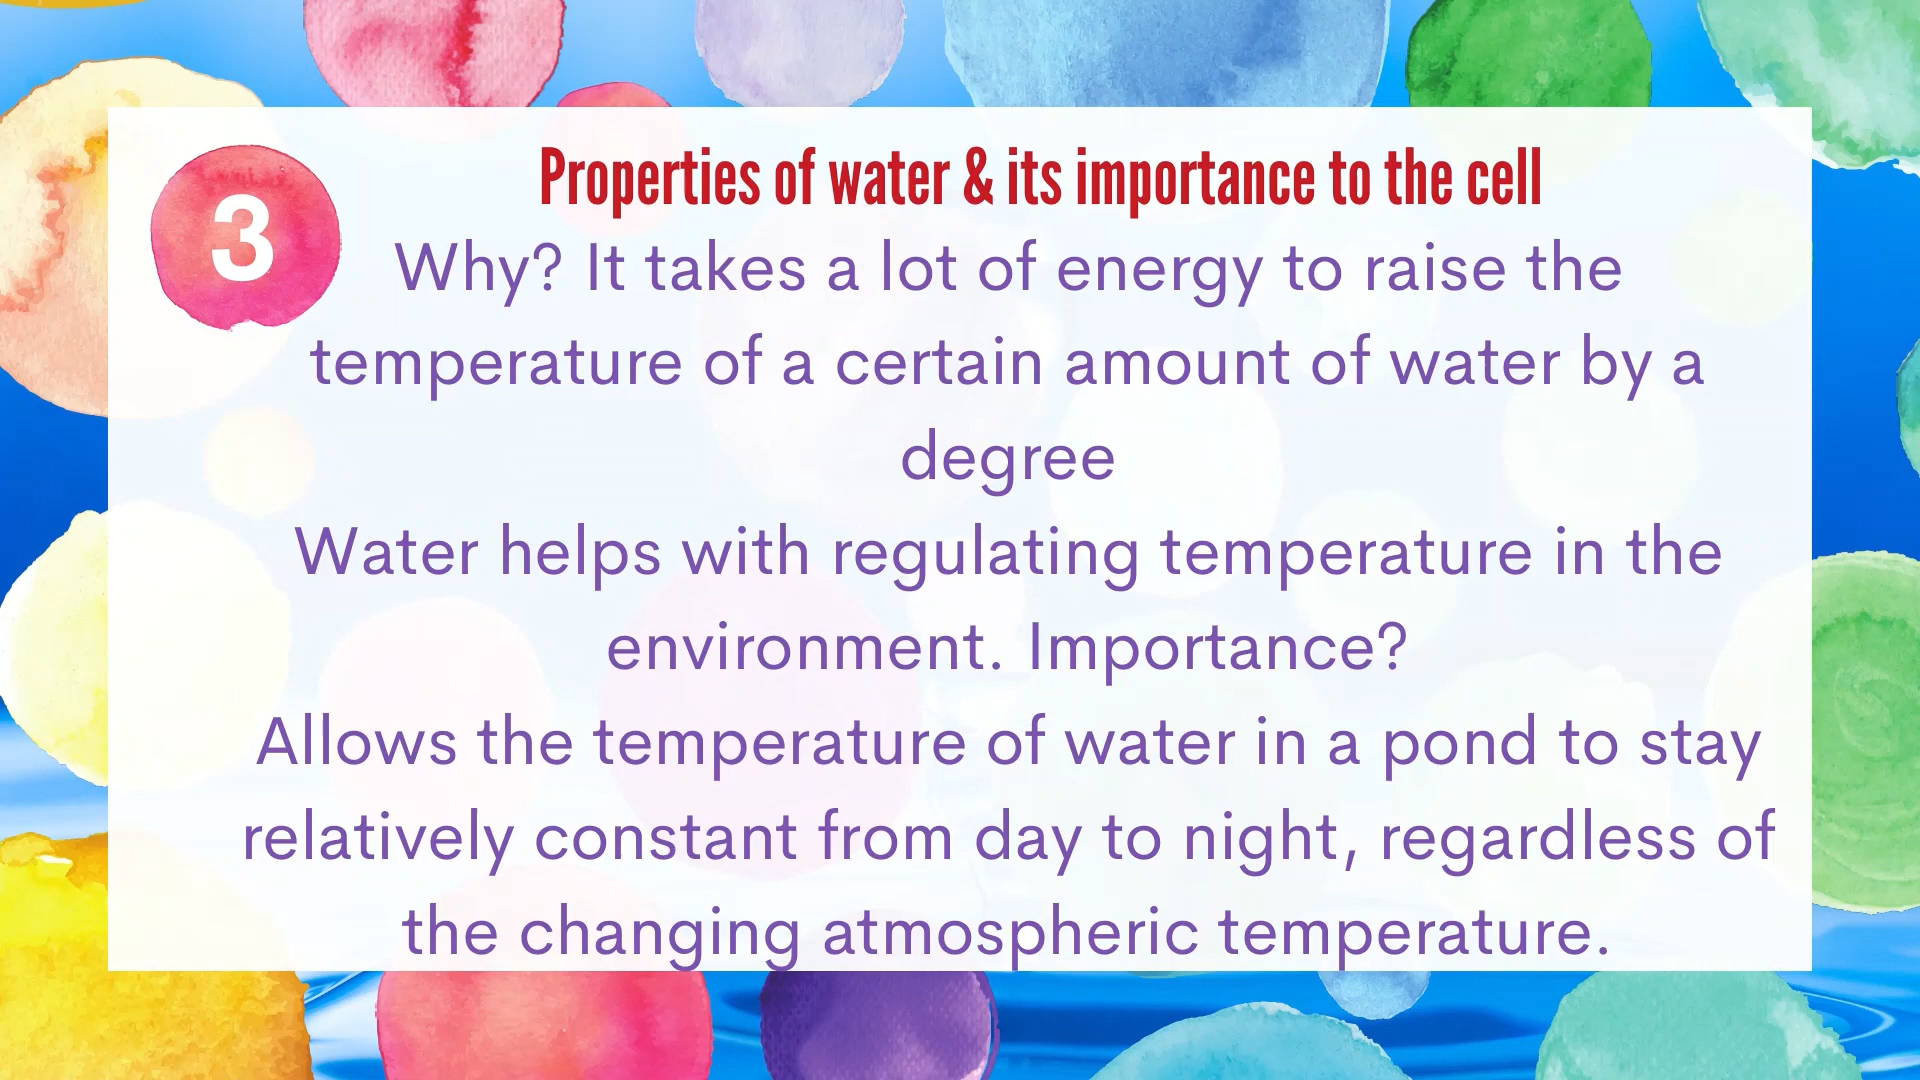 3
Properties of water & its importance to the cell
Why? It takes a lot of energy to raise the
temperature of a certain amount of water by a
degree
Water helps with regulating temperature in the
environment. Importance?
Allows the temperature of water in a pond to stay
relatively constant from day to night, regardless of
the changing atmospheric temperature.